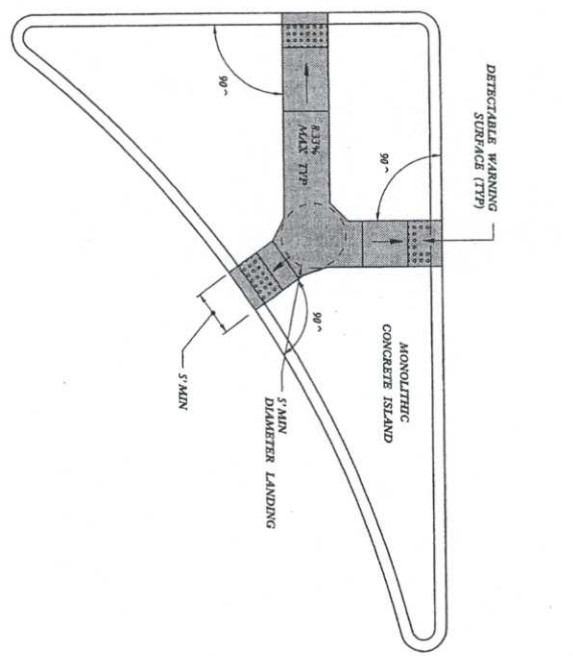 DETECTABLE WARNING
SURFACE (TYP)
90^
8.33%
MAX TYP
90^
MONOLITHIC
CONCRETE ISLAND
90^
5' MIN
DIAMETER LANDING
5' MIN